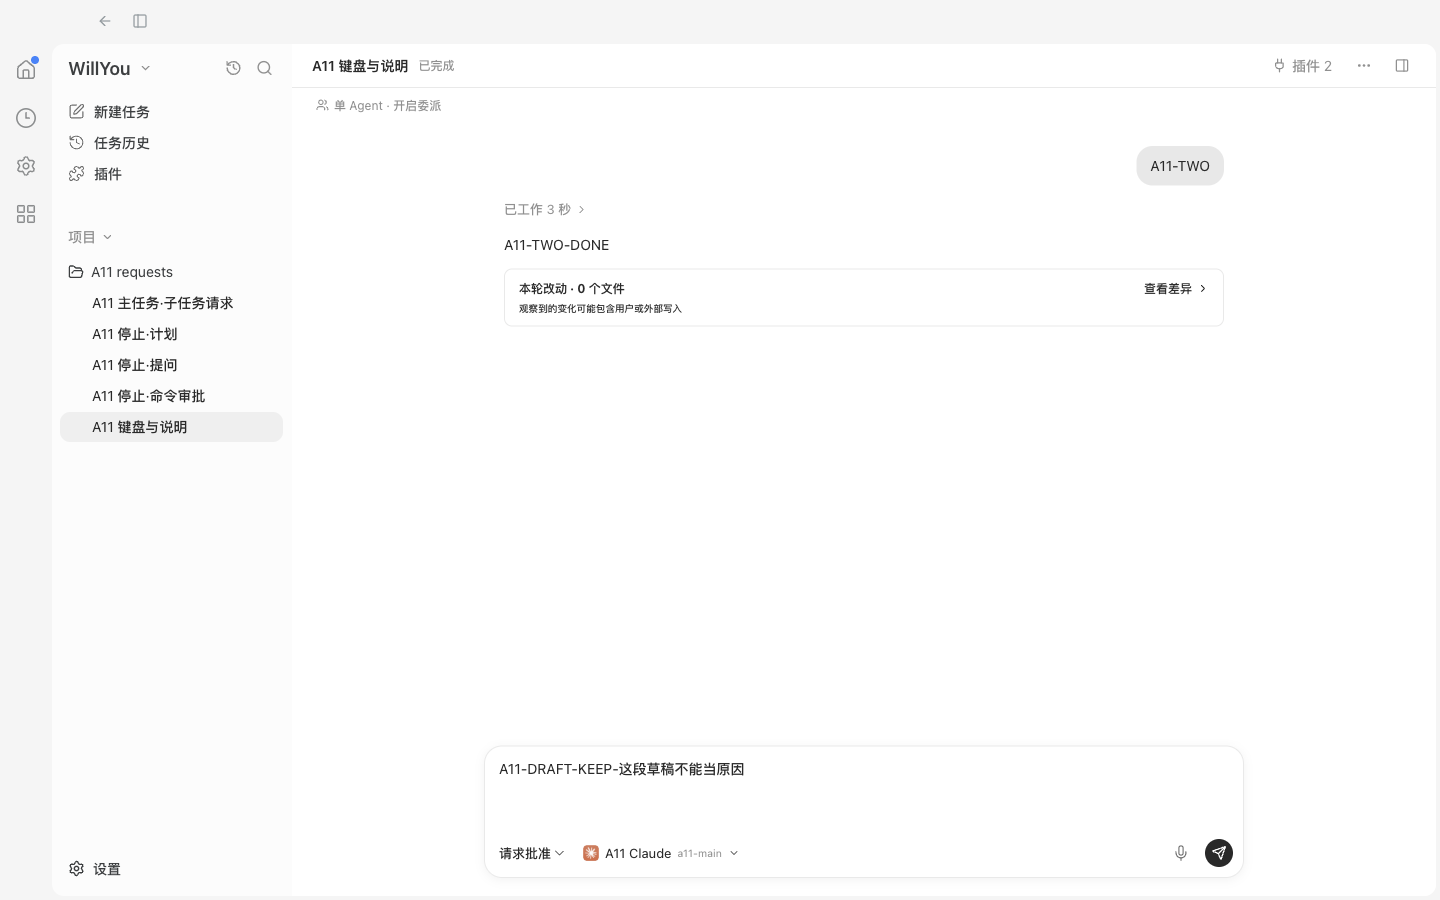 WillYou
新建任务
任务历史
插件
项目
A11 requests
A11 主任务·子任务请求
A11 停止·计划
A11 停止·提问
A11 停止·命令审批
A11 键盘与说明
设置
A11 键盘与说明 已完成
插件 2
单 Agent · 开启委派
A11-TWO
已工作 3 秒
A11-TWO-DONE
本轮改动 · 0 个文件 查看差异
观察到的变化可能包含用户或外部写入
A11-DRAFT-KEEP-这段草稿不能当原因
请求批准 A11 Claude a11-main